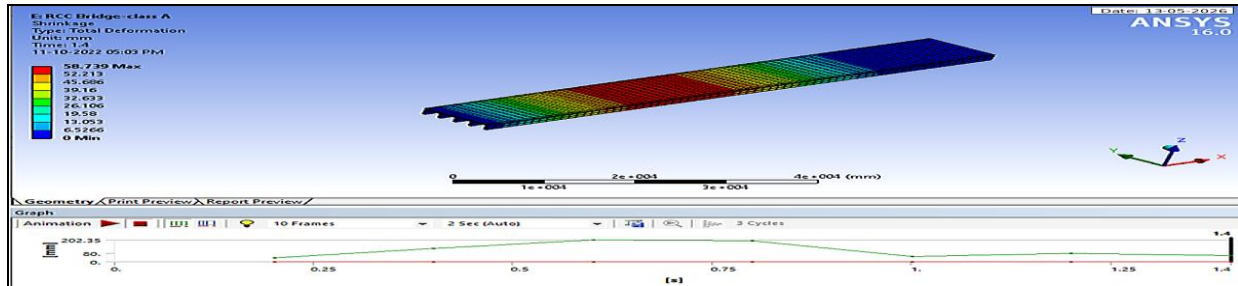 E: RCC Bridge-class A
Shrinkage
Type: Total Deformation
Unit: mm
Time: 1.4
11-10-2022 05:03 PM
58.739 Max
52.213
45.686
39.16
32.633
26.106
19.58
13.053
6.5266
0 Min
Date: 13-05-2026
ANSYS
16.0
Z
Y
X
0
2e+004
4e+004 (mm)
1e+004
3e+004
Geometry Print Preview Report Preview
Graph
Animation 10 Frames 2 Sec (Auto) 3 Cycles
1.4
202.35
80.
0.
[mm]
0. 0.25 0.5 0.75 1. 1.25 1.4
[s]